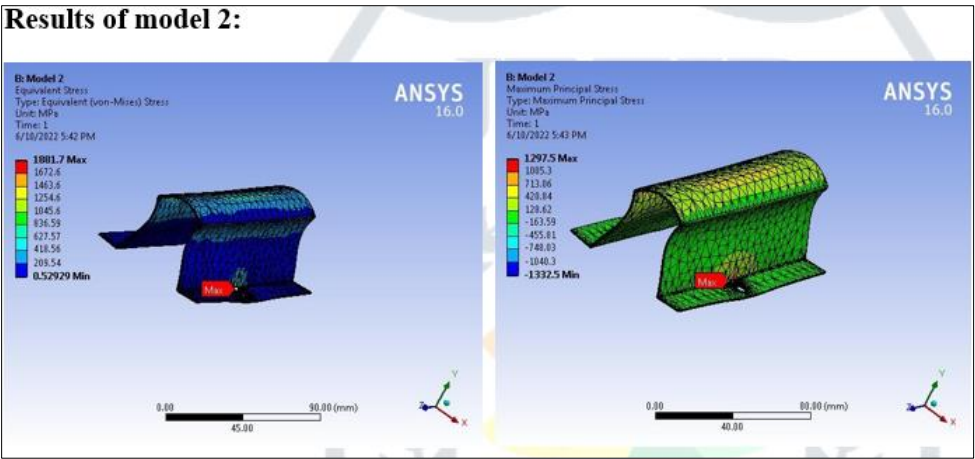 Results of model 2:
B: Model 2
Equivalent Stress
Type: Equivalent (von-Mises) Stress
Unit: MPa
Time: 1
6/10/2022 5:42 PM
ANSYS
16.0
1881.7 Max
1672.6
1463.6
1254.6
1045.6
836.59
627.57
418.56
209.54
0.52929 Min
Max
0.00
90.00 (mm)
45.00
Y
Z
X
B: Model 2
Maximum Principal Stress
Type: Maximum Principal Stress
Unit: MPa
Time: 1
6/10/2022 5:43 PM
ANSYS
16.0
1297.5 Max
1005.3
713.06
420.84
128.62
-163.59
-455.81
-748.03
-1040.3
-1332.5 Min
Max
0.00
80.00 (mm)
40.00
Y
Z
X